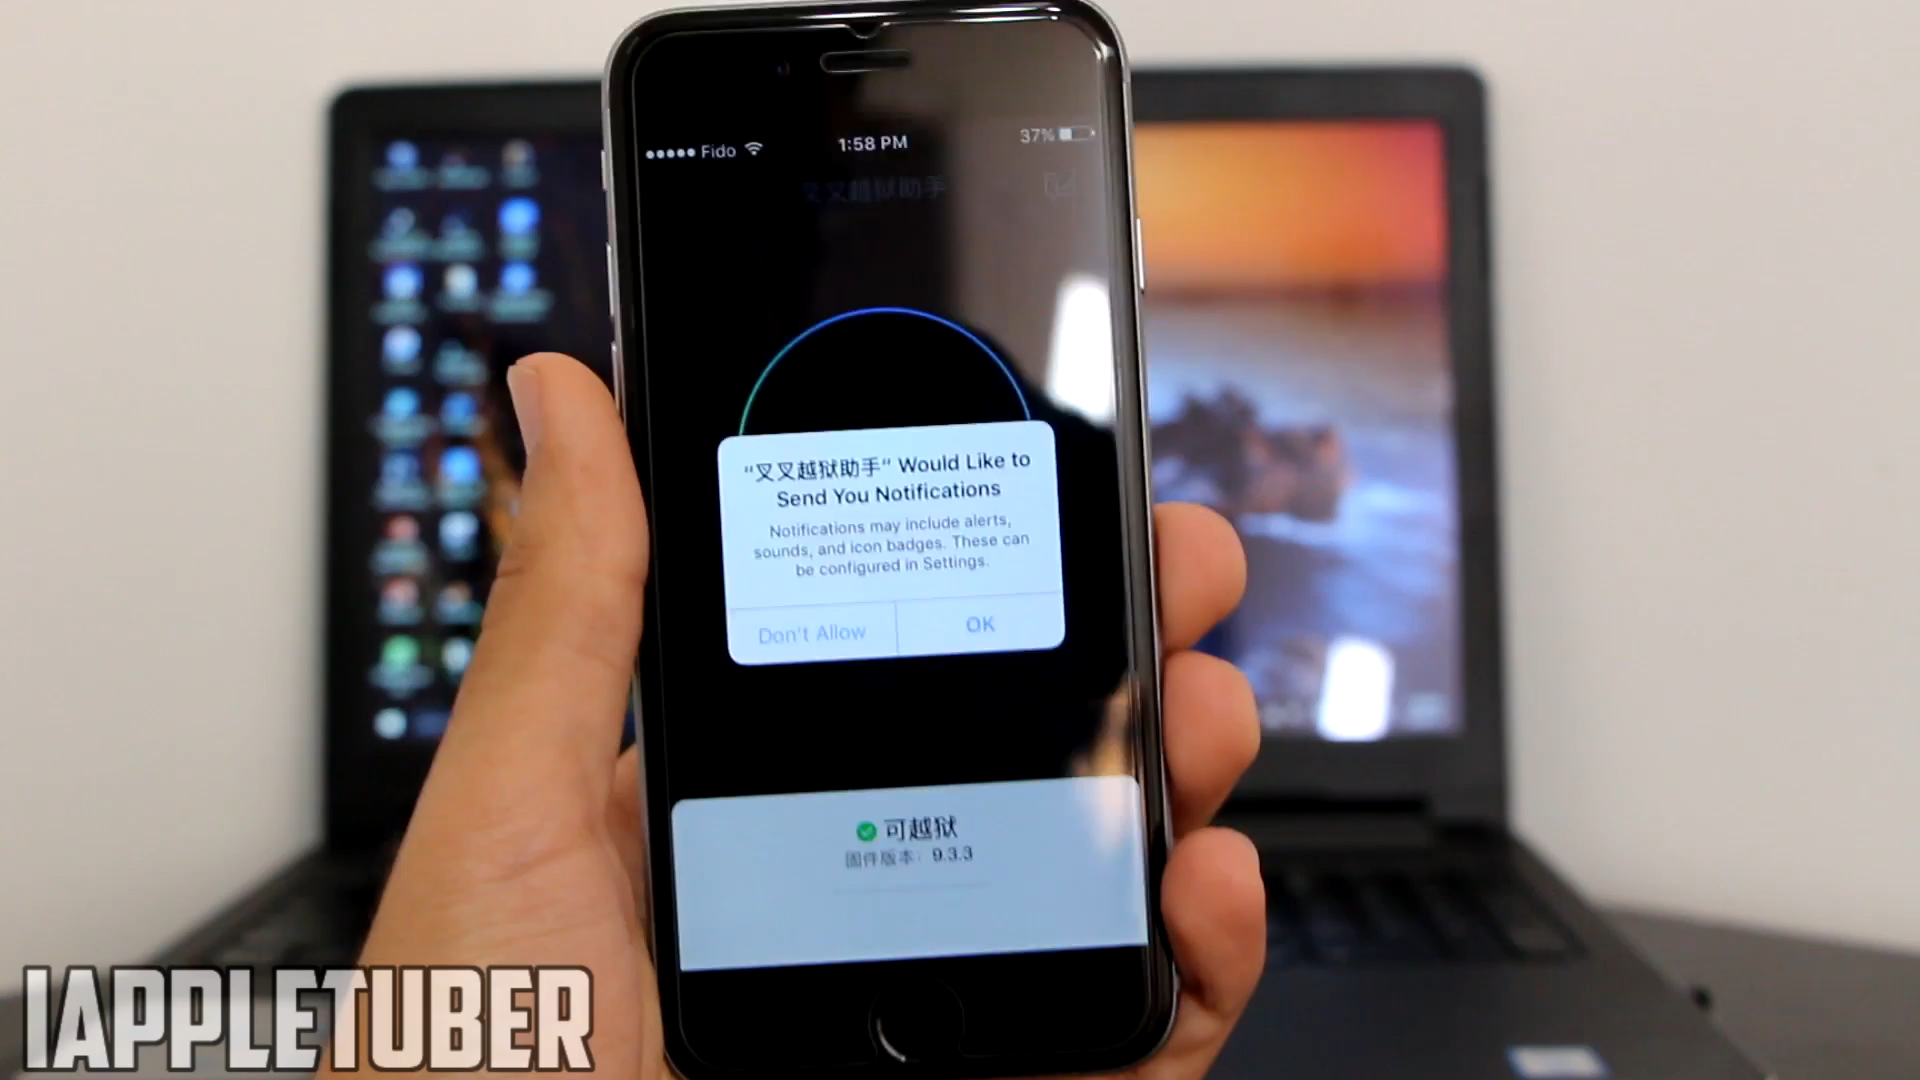 ●●●●● Fido
1:58 PM
37%
叉叉越狱助手
“叉叉越狱助手” Would Like to
Send You Notifications
Notifications may include alerts,
sounds, and icon badges. These can
be configured in Settings.
Don't Allow
OK
可越狱
固件版本: 9.3.3
IAPPLETUBER